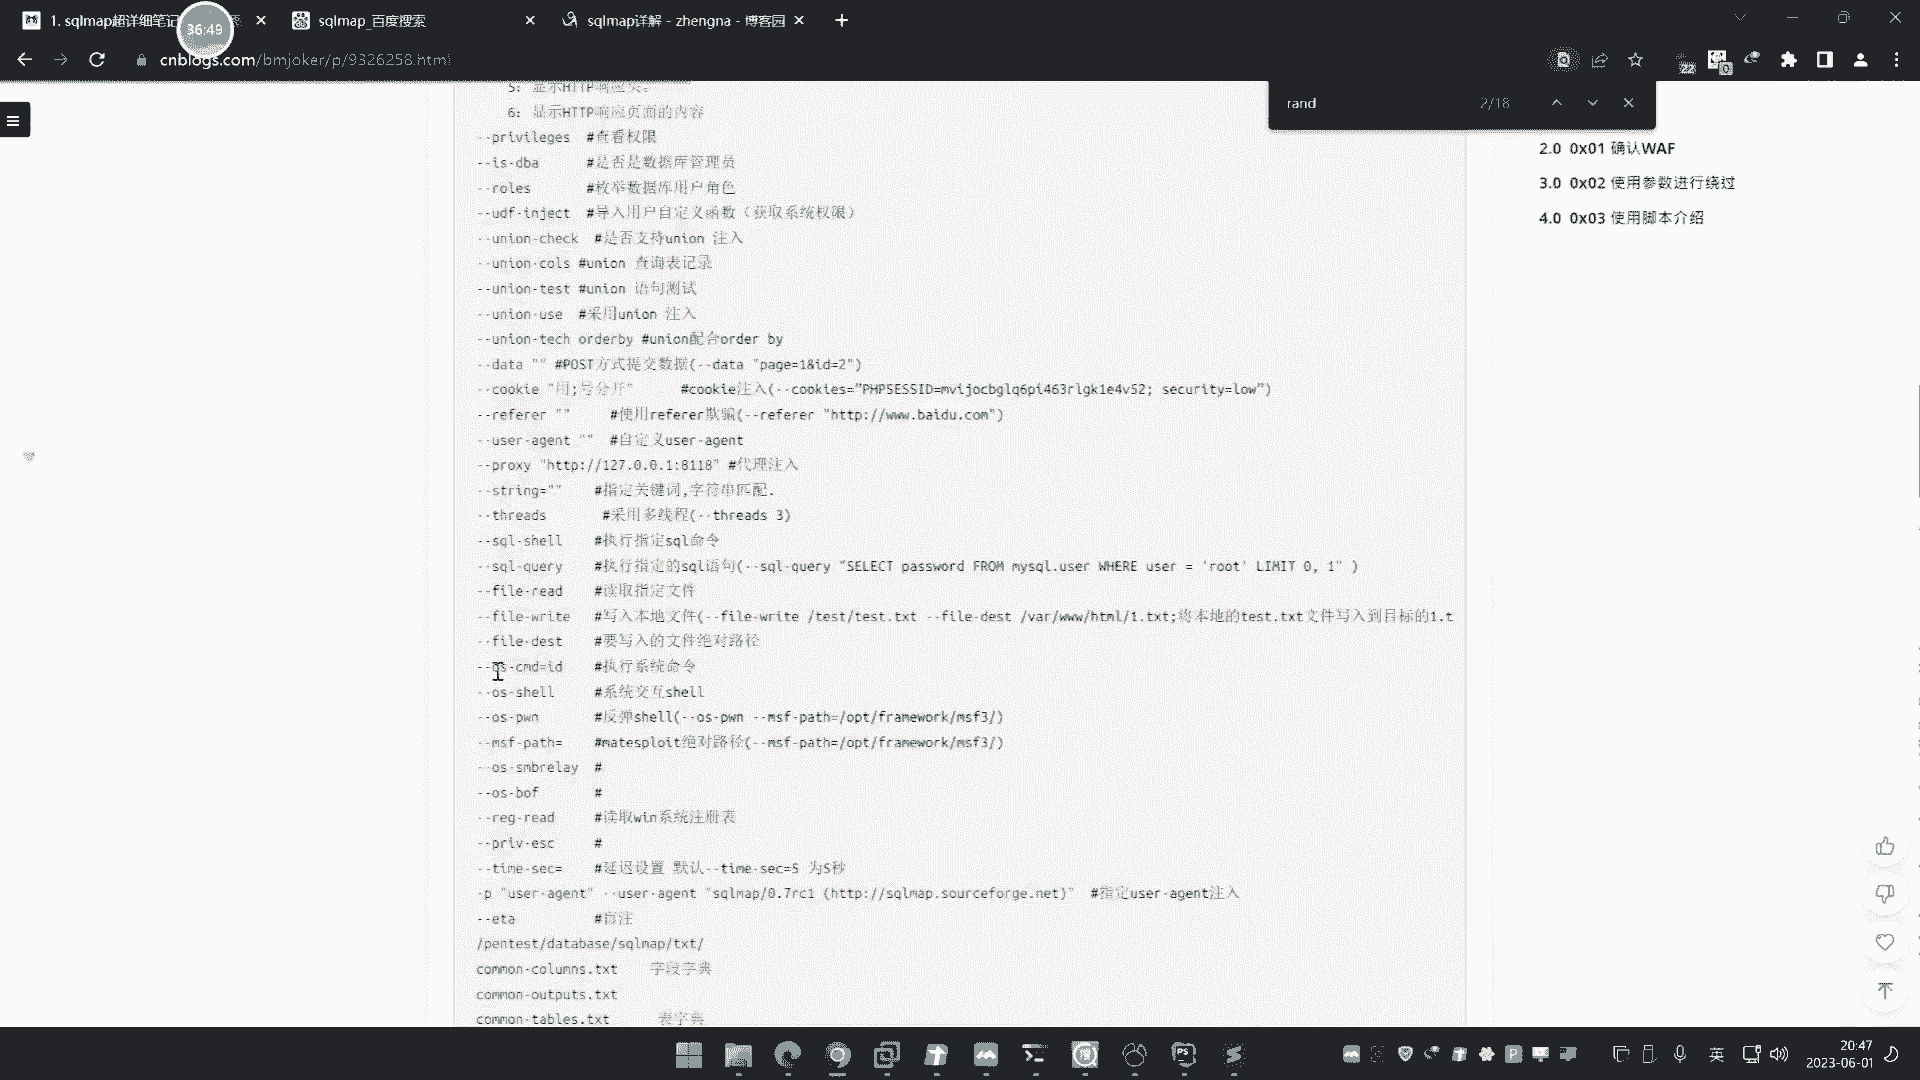 1. sqlmap超详细笔记
36:49
sqlmap_百度搜索
sqlmap详解 - zhengna - 博客园
cnblogs.com/bmjoker/p/9326258.html
22
rand 2/18
5: 显示HTTP响应头。
6: 显示HTTP响应页面的内容
--privileges #查看权限
--is-dba #是否是数据库管理员
--roles #枚举数据库用户角色
--udf-inject #导入用户自定义函数（获取系统权限）
--union-check #是否支持union 注入
--union-cols #union 查询表记录
--union-test #union 语句测试
--union-use #采用union 注入
--union-tech orderby #union配合order by
--data "" #POST方式提交数据(--data "page=1&id=2")
--cookie "用;号分开" #cookie注入(--cookies=”PHPSESSID=mvijocbglq6pi463rlgk1e4v52; security=low”)
--referer "" #使用referer欺骗(--referer "http://www.baidu.com")
--user-agent "" #自定义user-agent
--proxy "http://127.0.0.1:8118" #代理注入
--string="" #指定关键词,字符串匹配.
--threads #采用多线程(--threads 3)
--sql-shell #执行指定sql命令
--sql-query #执行指定的sql语句(--sql-query "SELECT password FROM mysql.user WHERE user = 'root' LIMIT 0, 1" )
--file-read #读取指定文件
--file-write #写入本地文件(--file-write /test/test.txt --file-dest /var/www/html/1.txt;将本地的test.txt文件写入到目标的1.t
--file-dest #要写入的文件绝对路径
--os-cmd=id #执行系统命令
--os-shell #系统交互shell
--os-pwn #反弹shell(--os-pwn --msf-path=/opt/framework/msf3/)
--msf-path= #matesploit绝对路径(--msf-path=/opt/framework/msf3/)
--os-smbrelay #
--os-bof #
--reg-read #读取win系统注册表
--priv-esc #
--time-sec= #延迟设置 默认--time-sec=5 为5秒
-p "user-agent" --user-agent "sqlmap/0.7rc1 (http://sqlmap.sourceforge.net)" #指定user-agent注入
--eta #盲注
/pentest/database/sqlmap/txt/
common-columns.txt 字段字典
common-outputs.txt
common-tables.txt 表字典
2.0 0x01 确认WAF
3.0 0x02 使用参数进行绕过
4.0 0x03 使用脚本介绍
英
20:47
2023-06-01